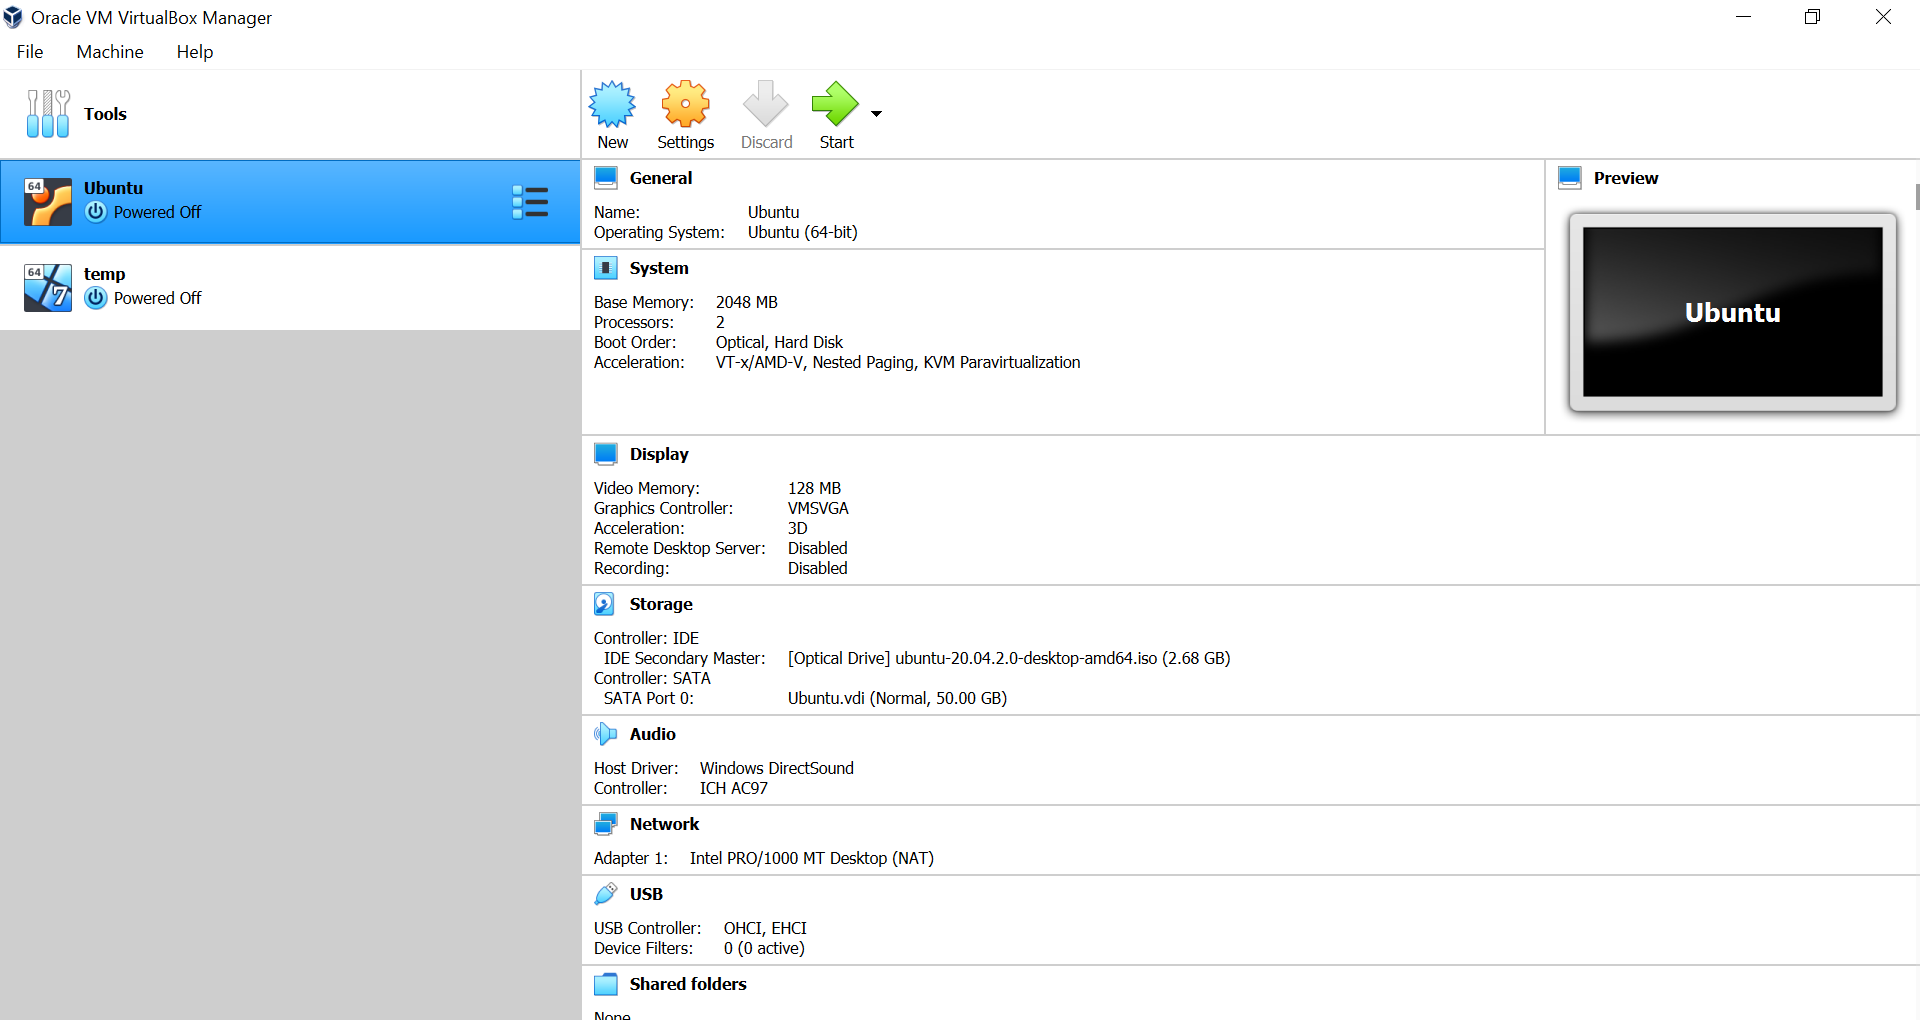 Oracle VM VirtualBox Manager
File Machine Help
Tools
New Settings Discard Start
64 Ubuntu
Powered Off
64 7 temp
Powered Off
General
Name: Ubuntu
Operating System: Ubuntu (64-bit)
Preview
Ubuntu
System
Base Memory: 2048 MB
Processors: 2
Boot Order: Optical, Hard Disk
Acceleration: VT-x/AMD-V, Nested Paging, KVM Paravirtualization
Display
Video Memory: 128 MB
Graphics Controller: VMSVGA
Acceleration: 3D
Remote Desktop Server: Disabled
Recording: Disabled
Storage
Controller: IDE
IDE Secondary Master: [Optical Drive] ubuntu-20.04.2.0-desktop-amd64.iso (2.68 GB)
Controller: SATA
SATA Port 0: Ubuntu.vdi (Normal, 50.00 GB)
Audio
Host Driver: Windows DirectSound
Controller: ICH AC97
Network
Adapter 1: Intel PRO/1000 MT Desktop (NAT)
USB
USB Controller: OHCI, EHCI
Device Filters: 0 (0 active)
Shared folders
None